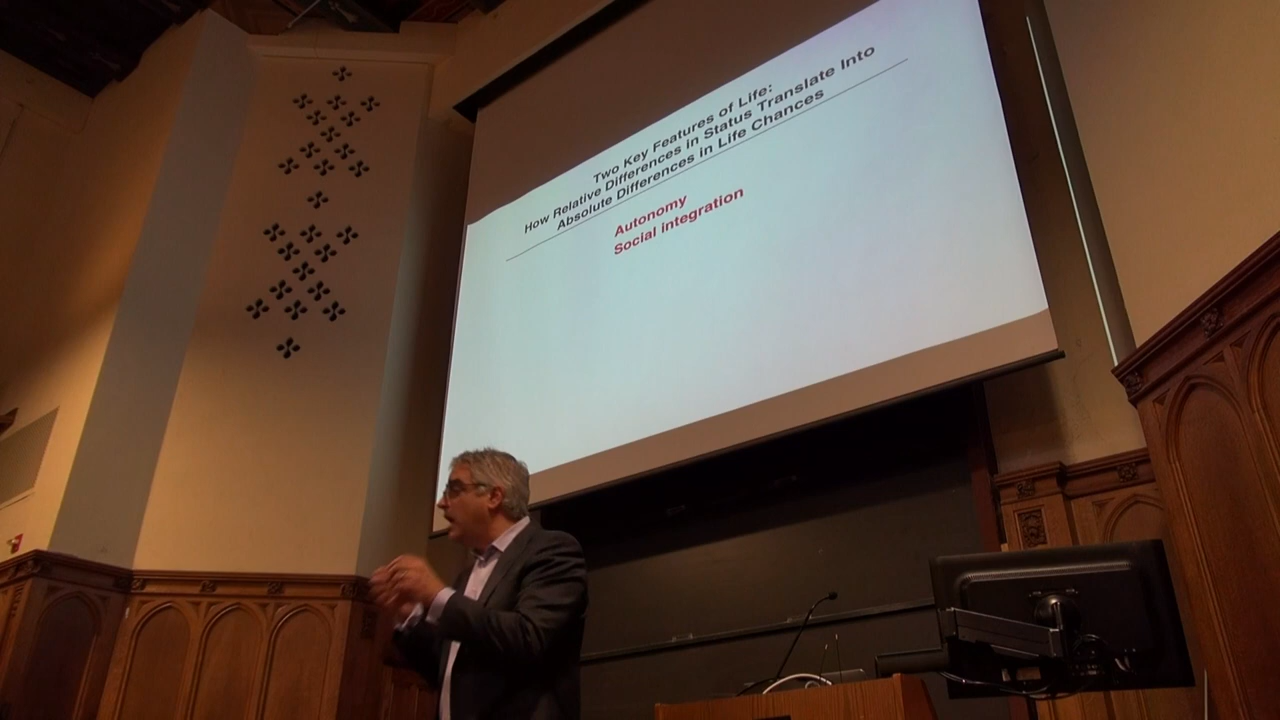 Two Key Features of Life:
How Relative Differences in Status Translate Into
Absolute Differences in Life Chances
Autonomy
Social integration